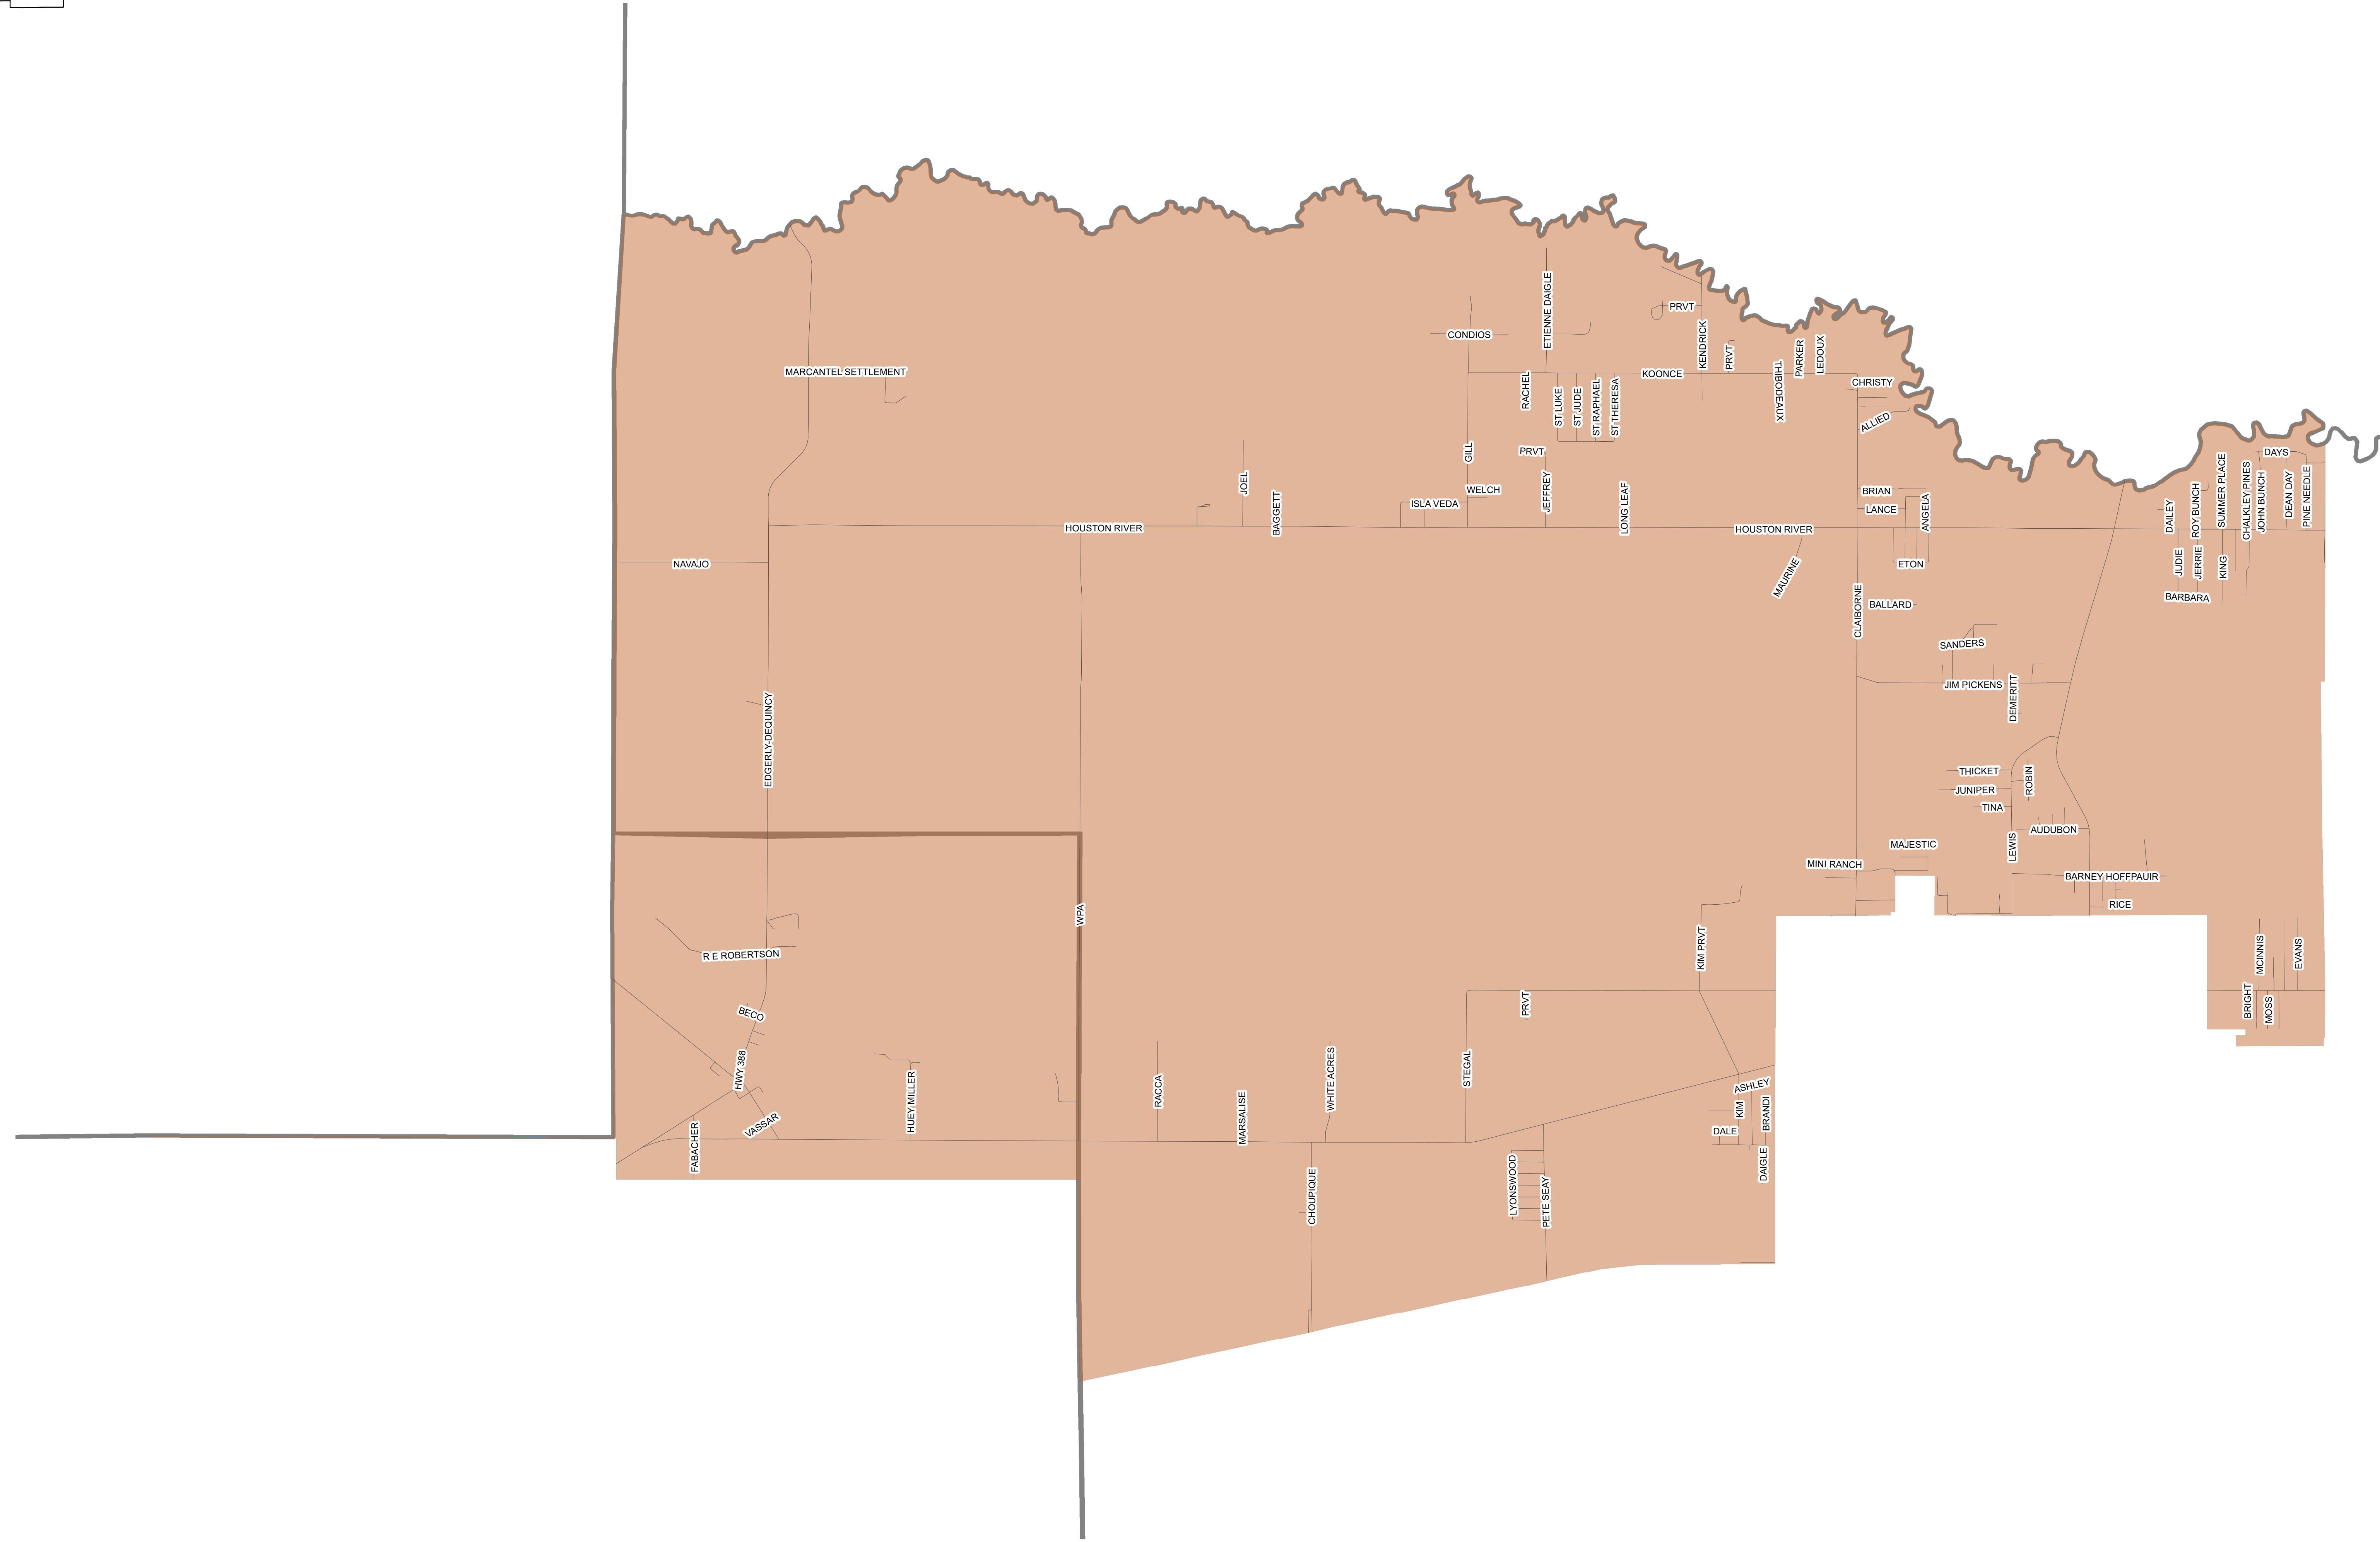 ETIENNE DAIGLE
PRVT
CONDIOS
KENDRICK
PRVT
PARKER
LEDOUX
THIBODEAUX
MARCANTEL SETTLEMENT
KOONCE
CHRISTY
RACHEL
ST LUKE
ST JUDE
ST RAPHAEL
ST THERESA
ALLIED
GILL
PRVT
DAYS
JOEL
BAGGETT
WELCH
ISLA VEDA
JEFFREY
LONG LEAF
BRIAN
LANCE
ANGELA
DAILEY
ROY BUNCH
SUMMER PLACE
CHALKLEY PINES
JOHN BUNCH
DEAN DAY
PINE NEEDLE
HOUSTON RIVER
HOUSTON RIVER
NAVAJO
MAURINE
ETON
JUDIE
JERRIE
KING
BARBARA
CLAIBORNE
BALLARD
SANDERS
JIM PICKENS
DEMERITT
EDGERLY-DEQUINCY
THICKET
ROBIN
JUNIPER
TINA
AUDUBON
LEWIS
MAJESTIC
MINI RANCH
BARNEY HOFFPAUIR
RICE
WPA
R E ROBERTSON
KIM PRVT
MCINNIS
EVANS
BRIGHT
MOSS
PRVT
BECO
HWY 388
HUEY MILLER
RACCA
MARSALISE
WHITE ACRES
STEGAL
ASHLEY
KIM
BRANDI
DALE
VASSAR
FABACHER
DAIGLE
CHOUPIQUE
LYONSWOOD
PETE SEAY